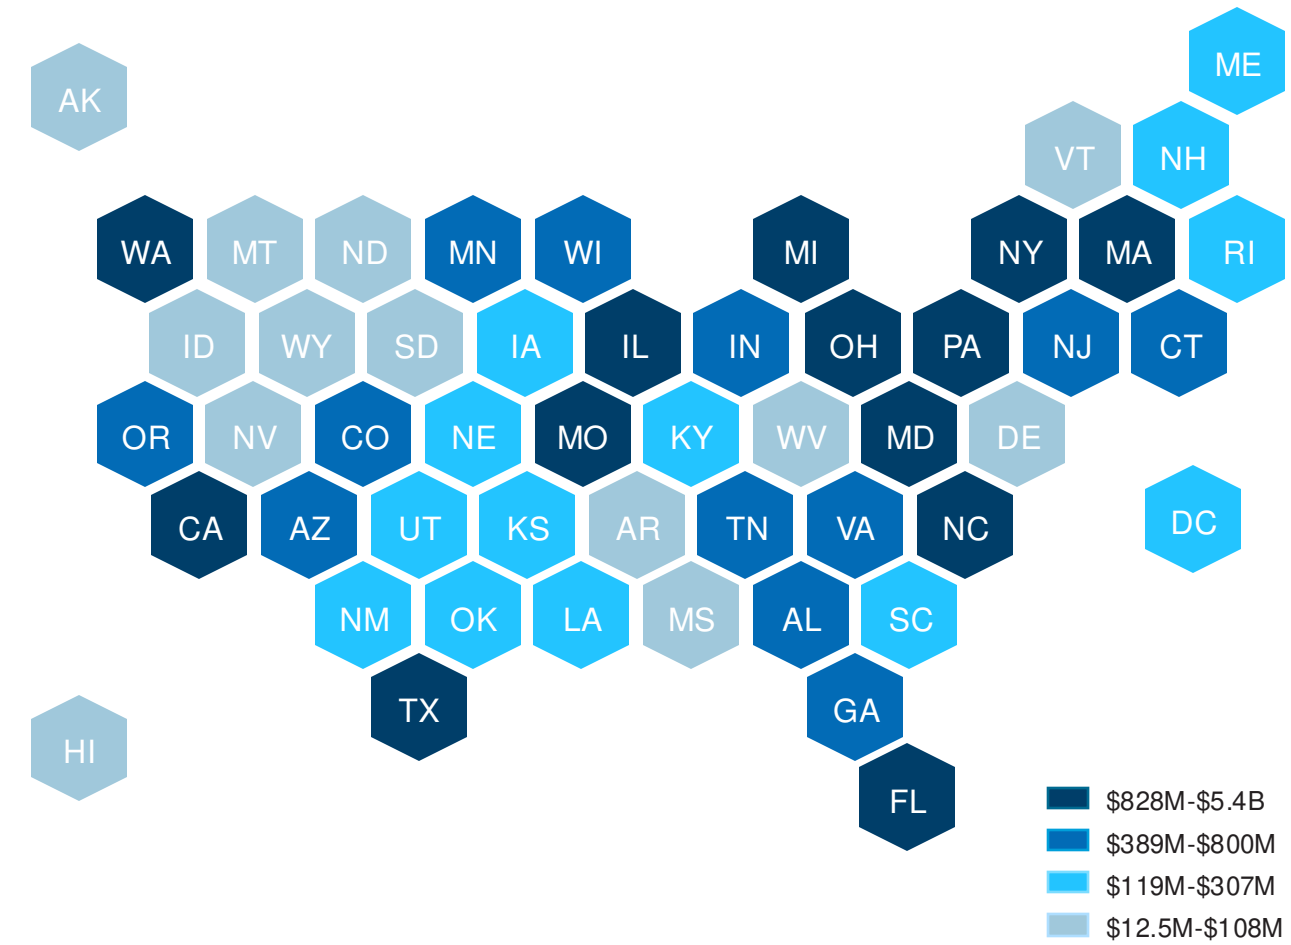 ME
AK
VT NH
WA MT ND MN WI MI NY MA RI
ID WY SD IA IL IN OH PA NJ CT
OR NV CO NE MO KY WV MD DE
CA AZ UT KS AR TN VA NC DC
NM OK LA MS AL SC
TX GA
HI
FL
$828M-$5.4B
$389M-$800M
$119M-$307M
$12.5M-$108M